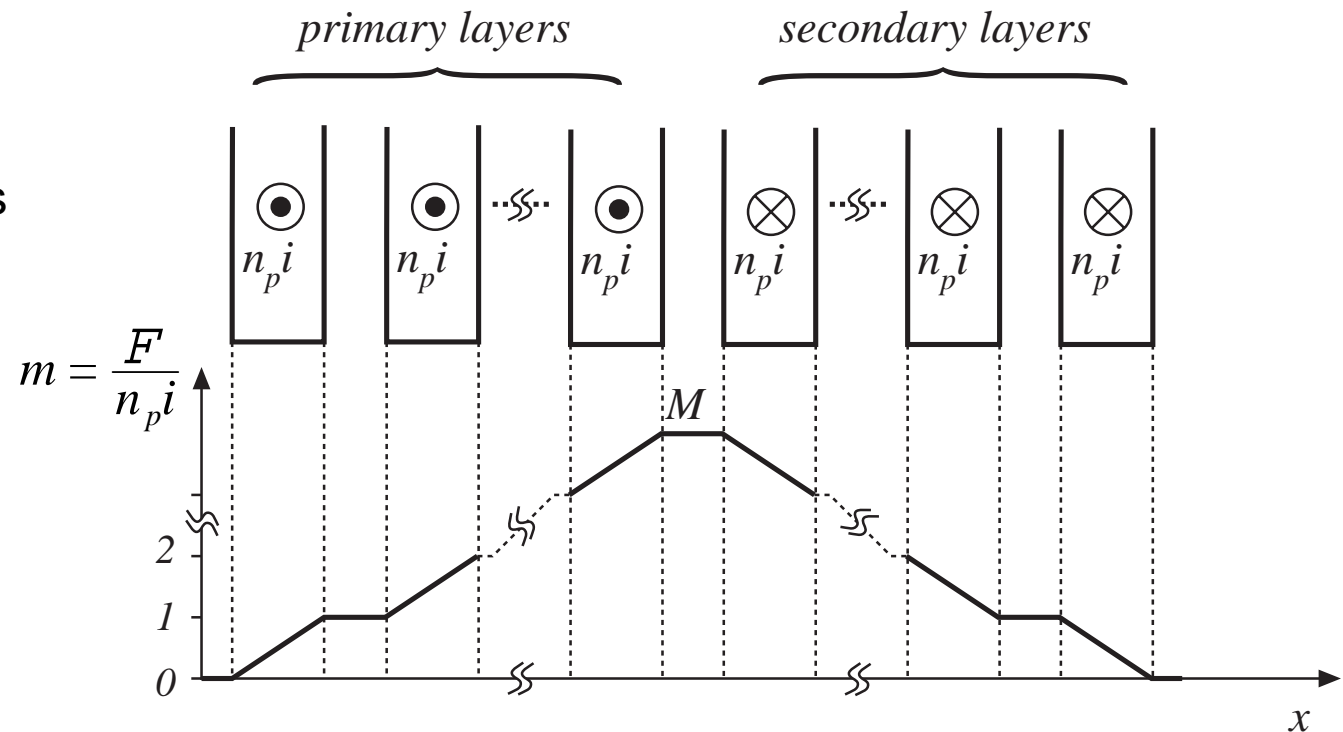 primary layers
secondary layers
s
n_p i n_p i n_p i n_p i n_p i n_p i
m = F / n_p i
M
2
1
0
x